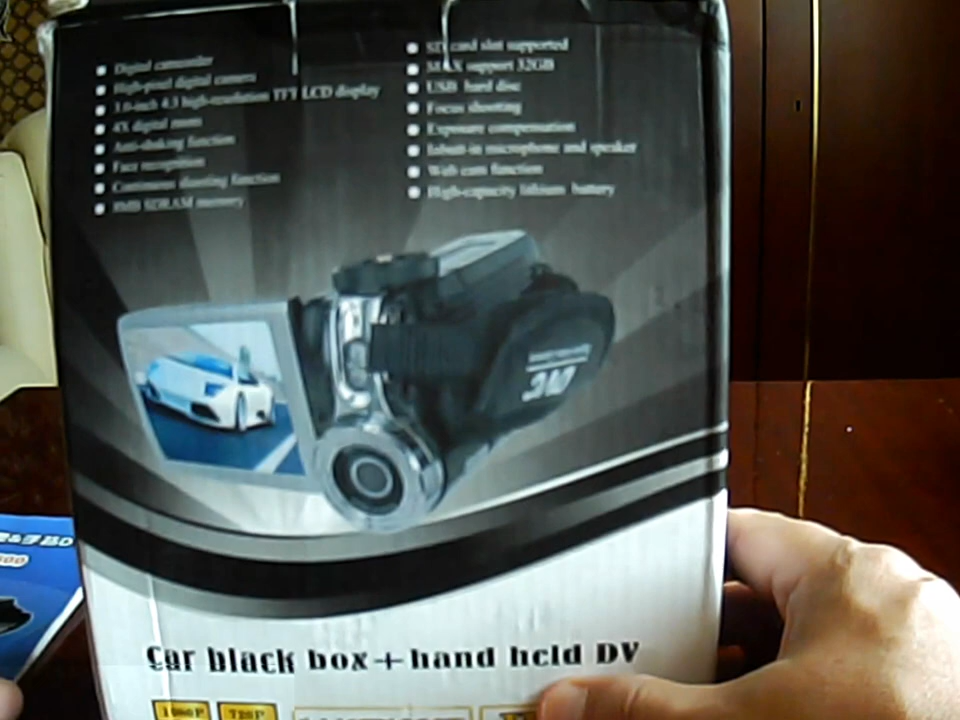 Digital camcorder
High-pixel digital camera
3.0-inch 4:3 high-resolution TFT LCD display
4X digital zoom
Anti-shaking function
Face recognition
Continuous shooting function
8MB SDRAM memory
SD card slot supported
MAX support 32GB
USB hard disc
Focus shooting
Exposure compensation
Inbuilt-in microphone and speaker
Web cam function
High-capacity lithium battery
Car black box+hand held DV
1080P 720P